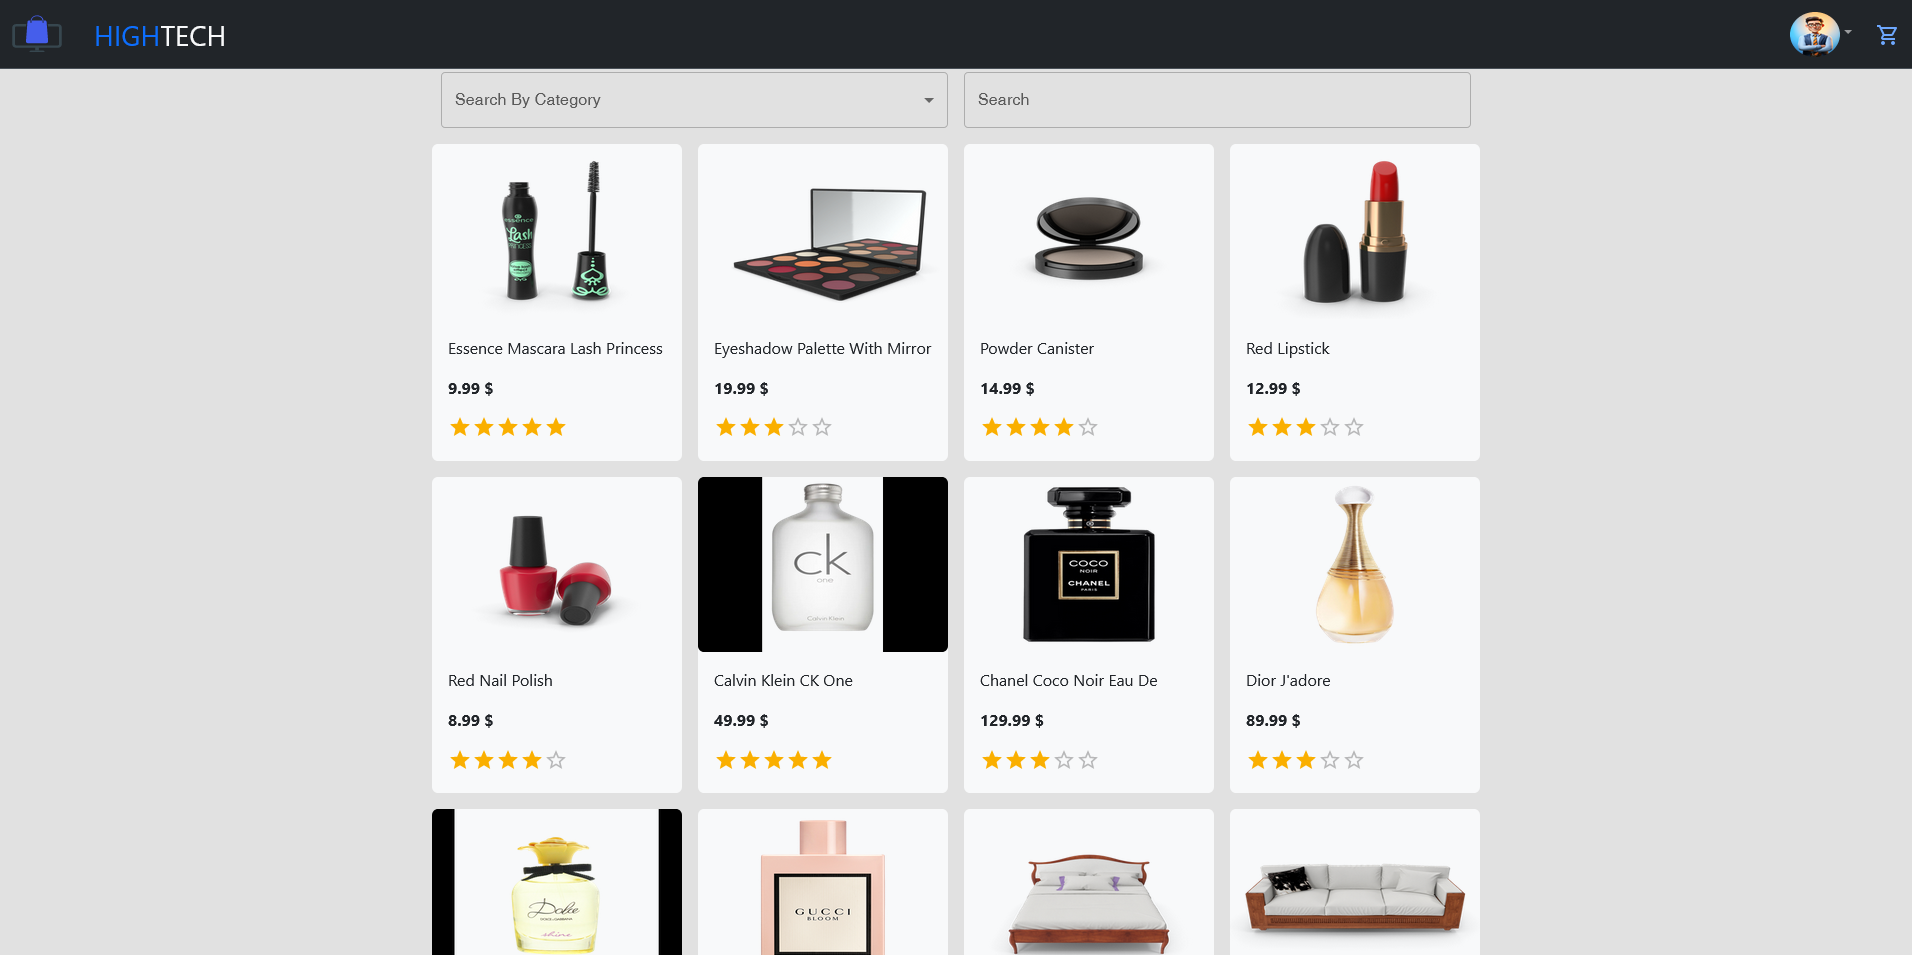 HIGHTECH
Search By Category
Search
essence
Lash
PRINCESS
Essence Mascara Lash Princess
Eyeshadow Palette With Mirror
Powder Canister
Red Lipstick
9.99 $
19.99 $
14.99 $
12.99 $
ck
one
Calvin Klein
COCO
NOIR
CHANEL
PARIS
Red Nail Polish
Calvin Klein CK One
Chanel Coco Noir Eau De
Dior J'adore
8.99 $
49.99 $
129.99 $
89.99 $
Dolce
DOLCE & GABBANA
shine
GUCCI
BLOOM